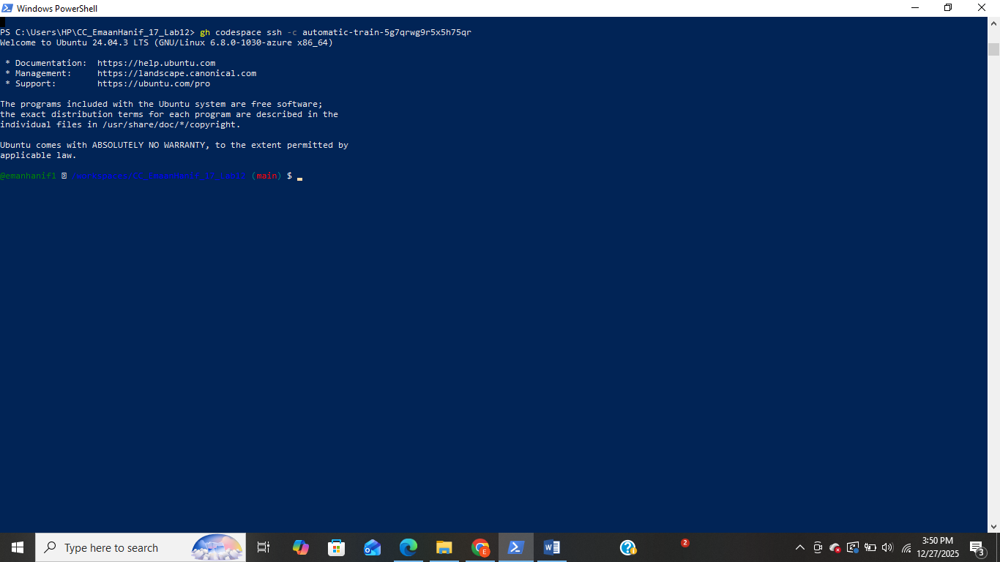 Windows PowerShell
PS C:\Users\HP\CC_EmaanHanif_17_Lab12> gh codespace ssh -c automatic-train-5g7qrwg9r5x5h75qr
Welcome to Ubuntu 24.04.3 LTS (GNU/Linux 6.8.0-1030-azure x86_64)
* Documentation: https://help.ubuntu.com
* Management: https://landscape.canonical.com
* Support: https://ubuntu.com/pro
The programs included with the Ubuntu system are free software;
the exact distribution terms for each program are described in the
individual files in /usr/share/doc/*/copyright.
Ubuntu comes with ABSOLUTELY NO WARRANTY, to the extent permitted by
applicable law.
@emanhanif1 /workspaces/CC_EmaanHanif_17_Lab12 (main) $
Type here to search
E
W
2
3:50 PM
12/27/2025
3